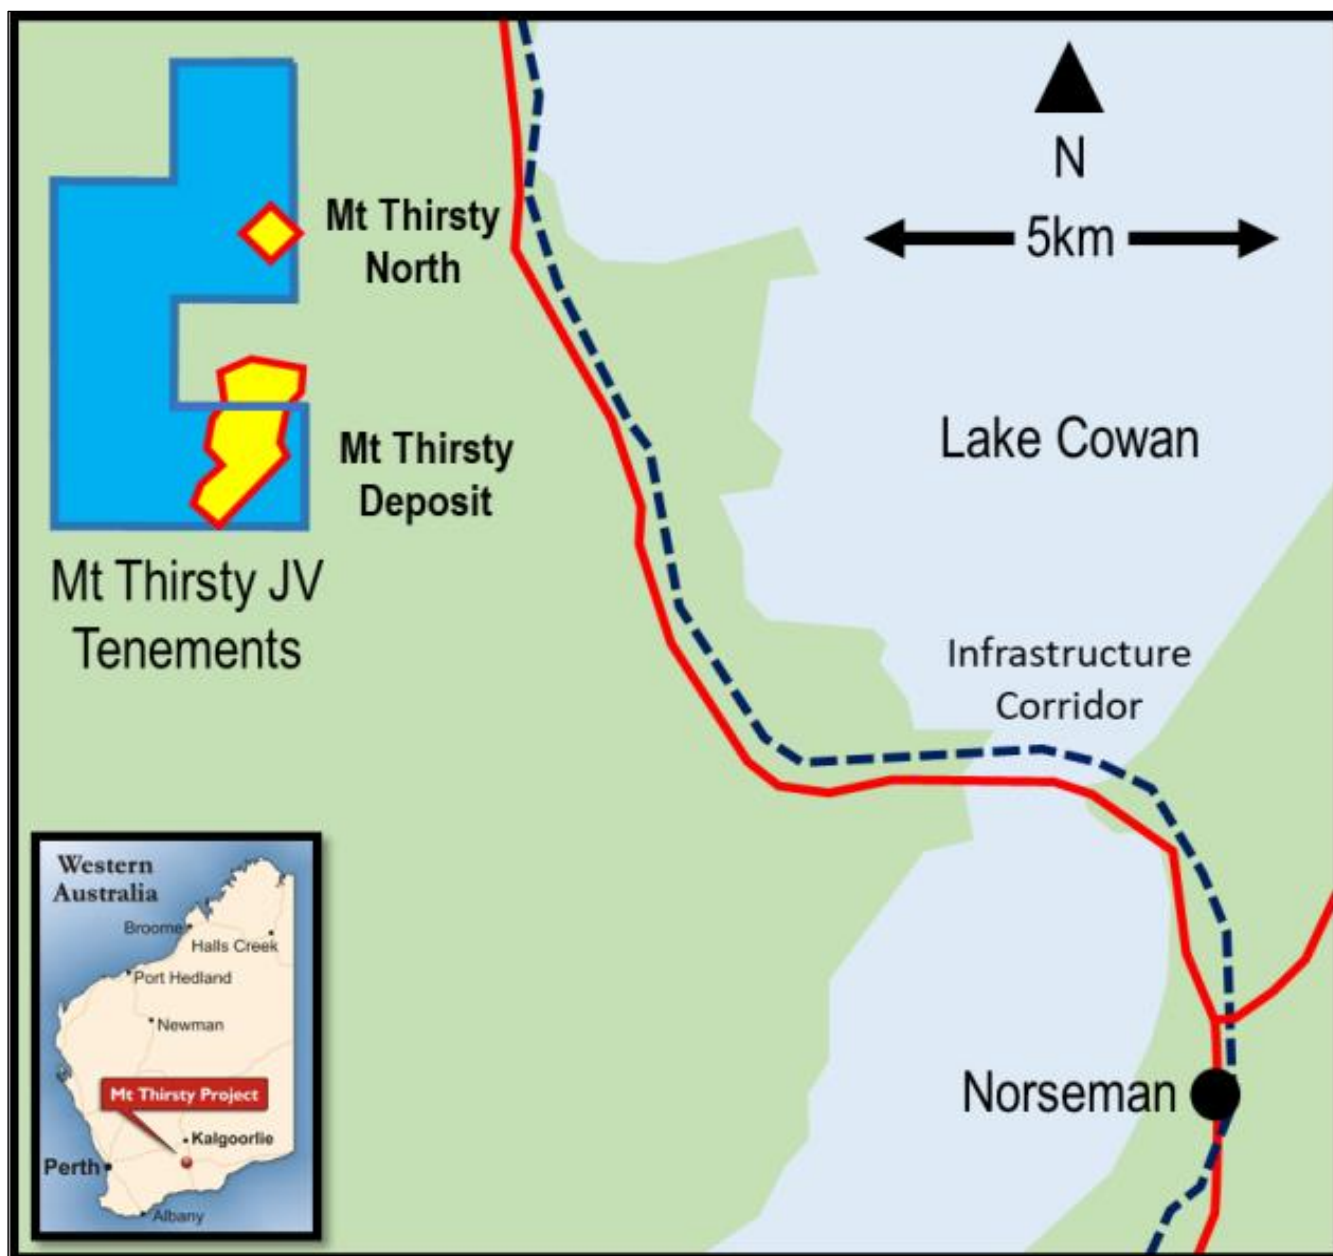 N
5km
Mt Thirsty
North
Lake Cowan
Mt Thirsty
Deposit
Mt Thirsty JV
Tenements
Infrastructure
Corridor
Norseman
Western
Australia
Broome
Halls Creek
Port Hedland
Newman
Mt Thirsty Project
Kalgoorlie
Perth
Albany